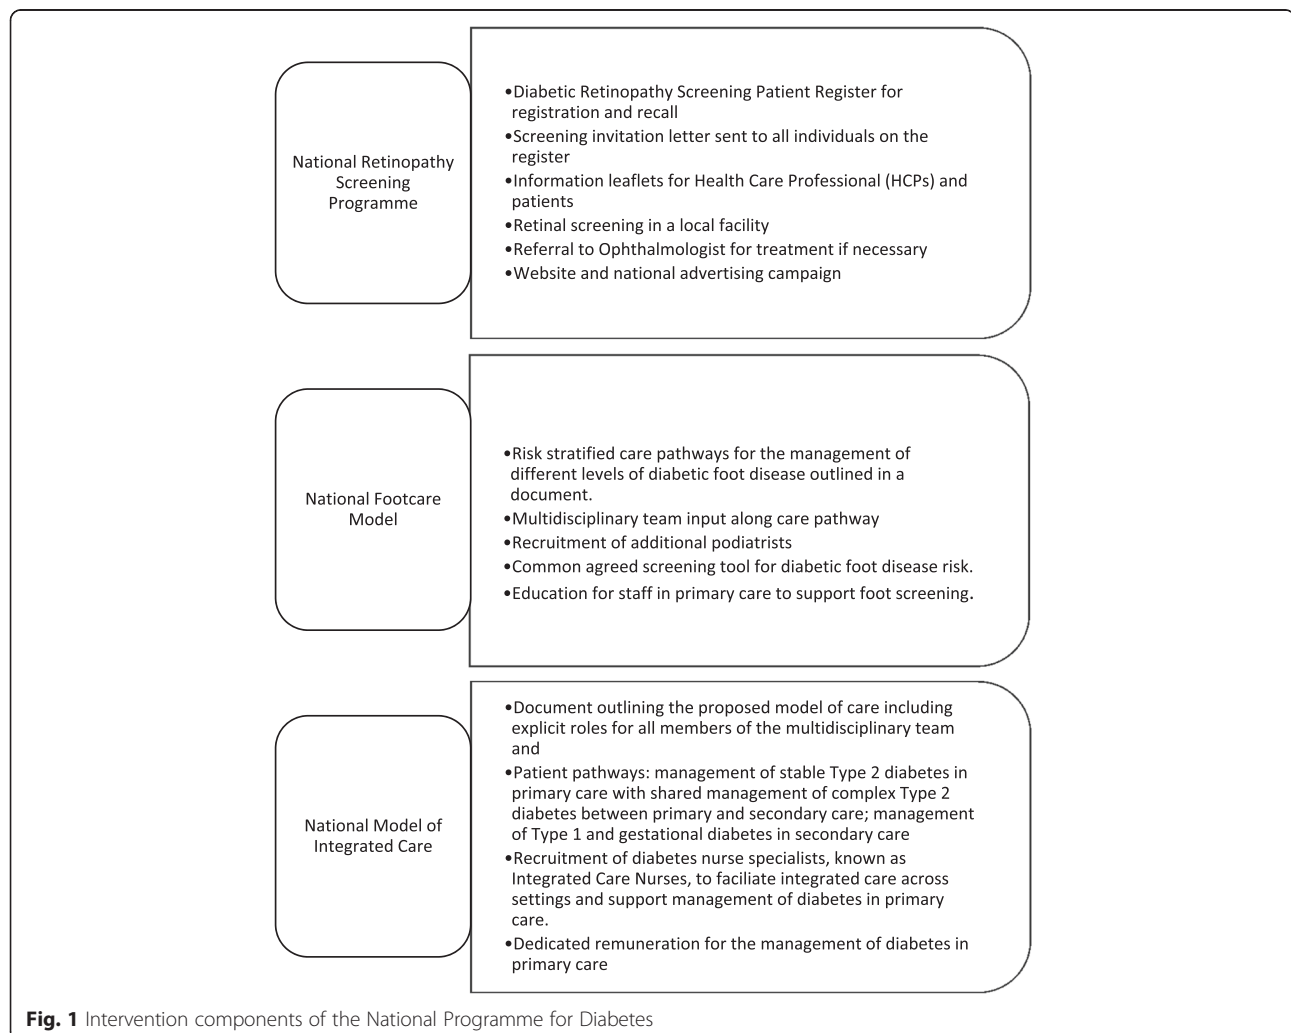 National Retinopathy
Screening
Programme
•Diabetic Retinopathy Screening Patient Register for
registration and recall
•Screening invitation letter sent to all individuals on the
register
•Information leaflets for Health Care Professional (HCPs) and
patients
•Retinal screening in a local facility
•Referral to Ophthalmologist for treatment if necessary
•Website and national advertising campaign
National Footcare
Model
•Risk stratified care pathways for the management of
different levels of diabetic foot disease outlined in a
document.
•Multidisciplinary team input along care pathway
•Recruitment of additional podiatrists
•Common agreed screening tool for diabetic foot disease risk.
•Education for staff in primary care to support foot screening.
National Model of
Integrated Care
•Document outlining the proposed model of care including
explicit roles for all members of the multidisciplinary team
and
•Patient pathways: management of stable Type 2 diabetes in
primary care with shared management of complex Type 2
diabetes between primary and secondary care; management
of Type 1 and gestational diabetes in secondary care
•Recruitment of diabetes nurse specialists, known as
Integrated Care Nurses, to faciliate integrated care across
settings and support management of diabetes in primary
care.
•Dedicated remuneration for the management of diabetes in
primary care
Fig. 1 Intervention components of the National Programme for Diabetes